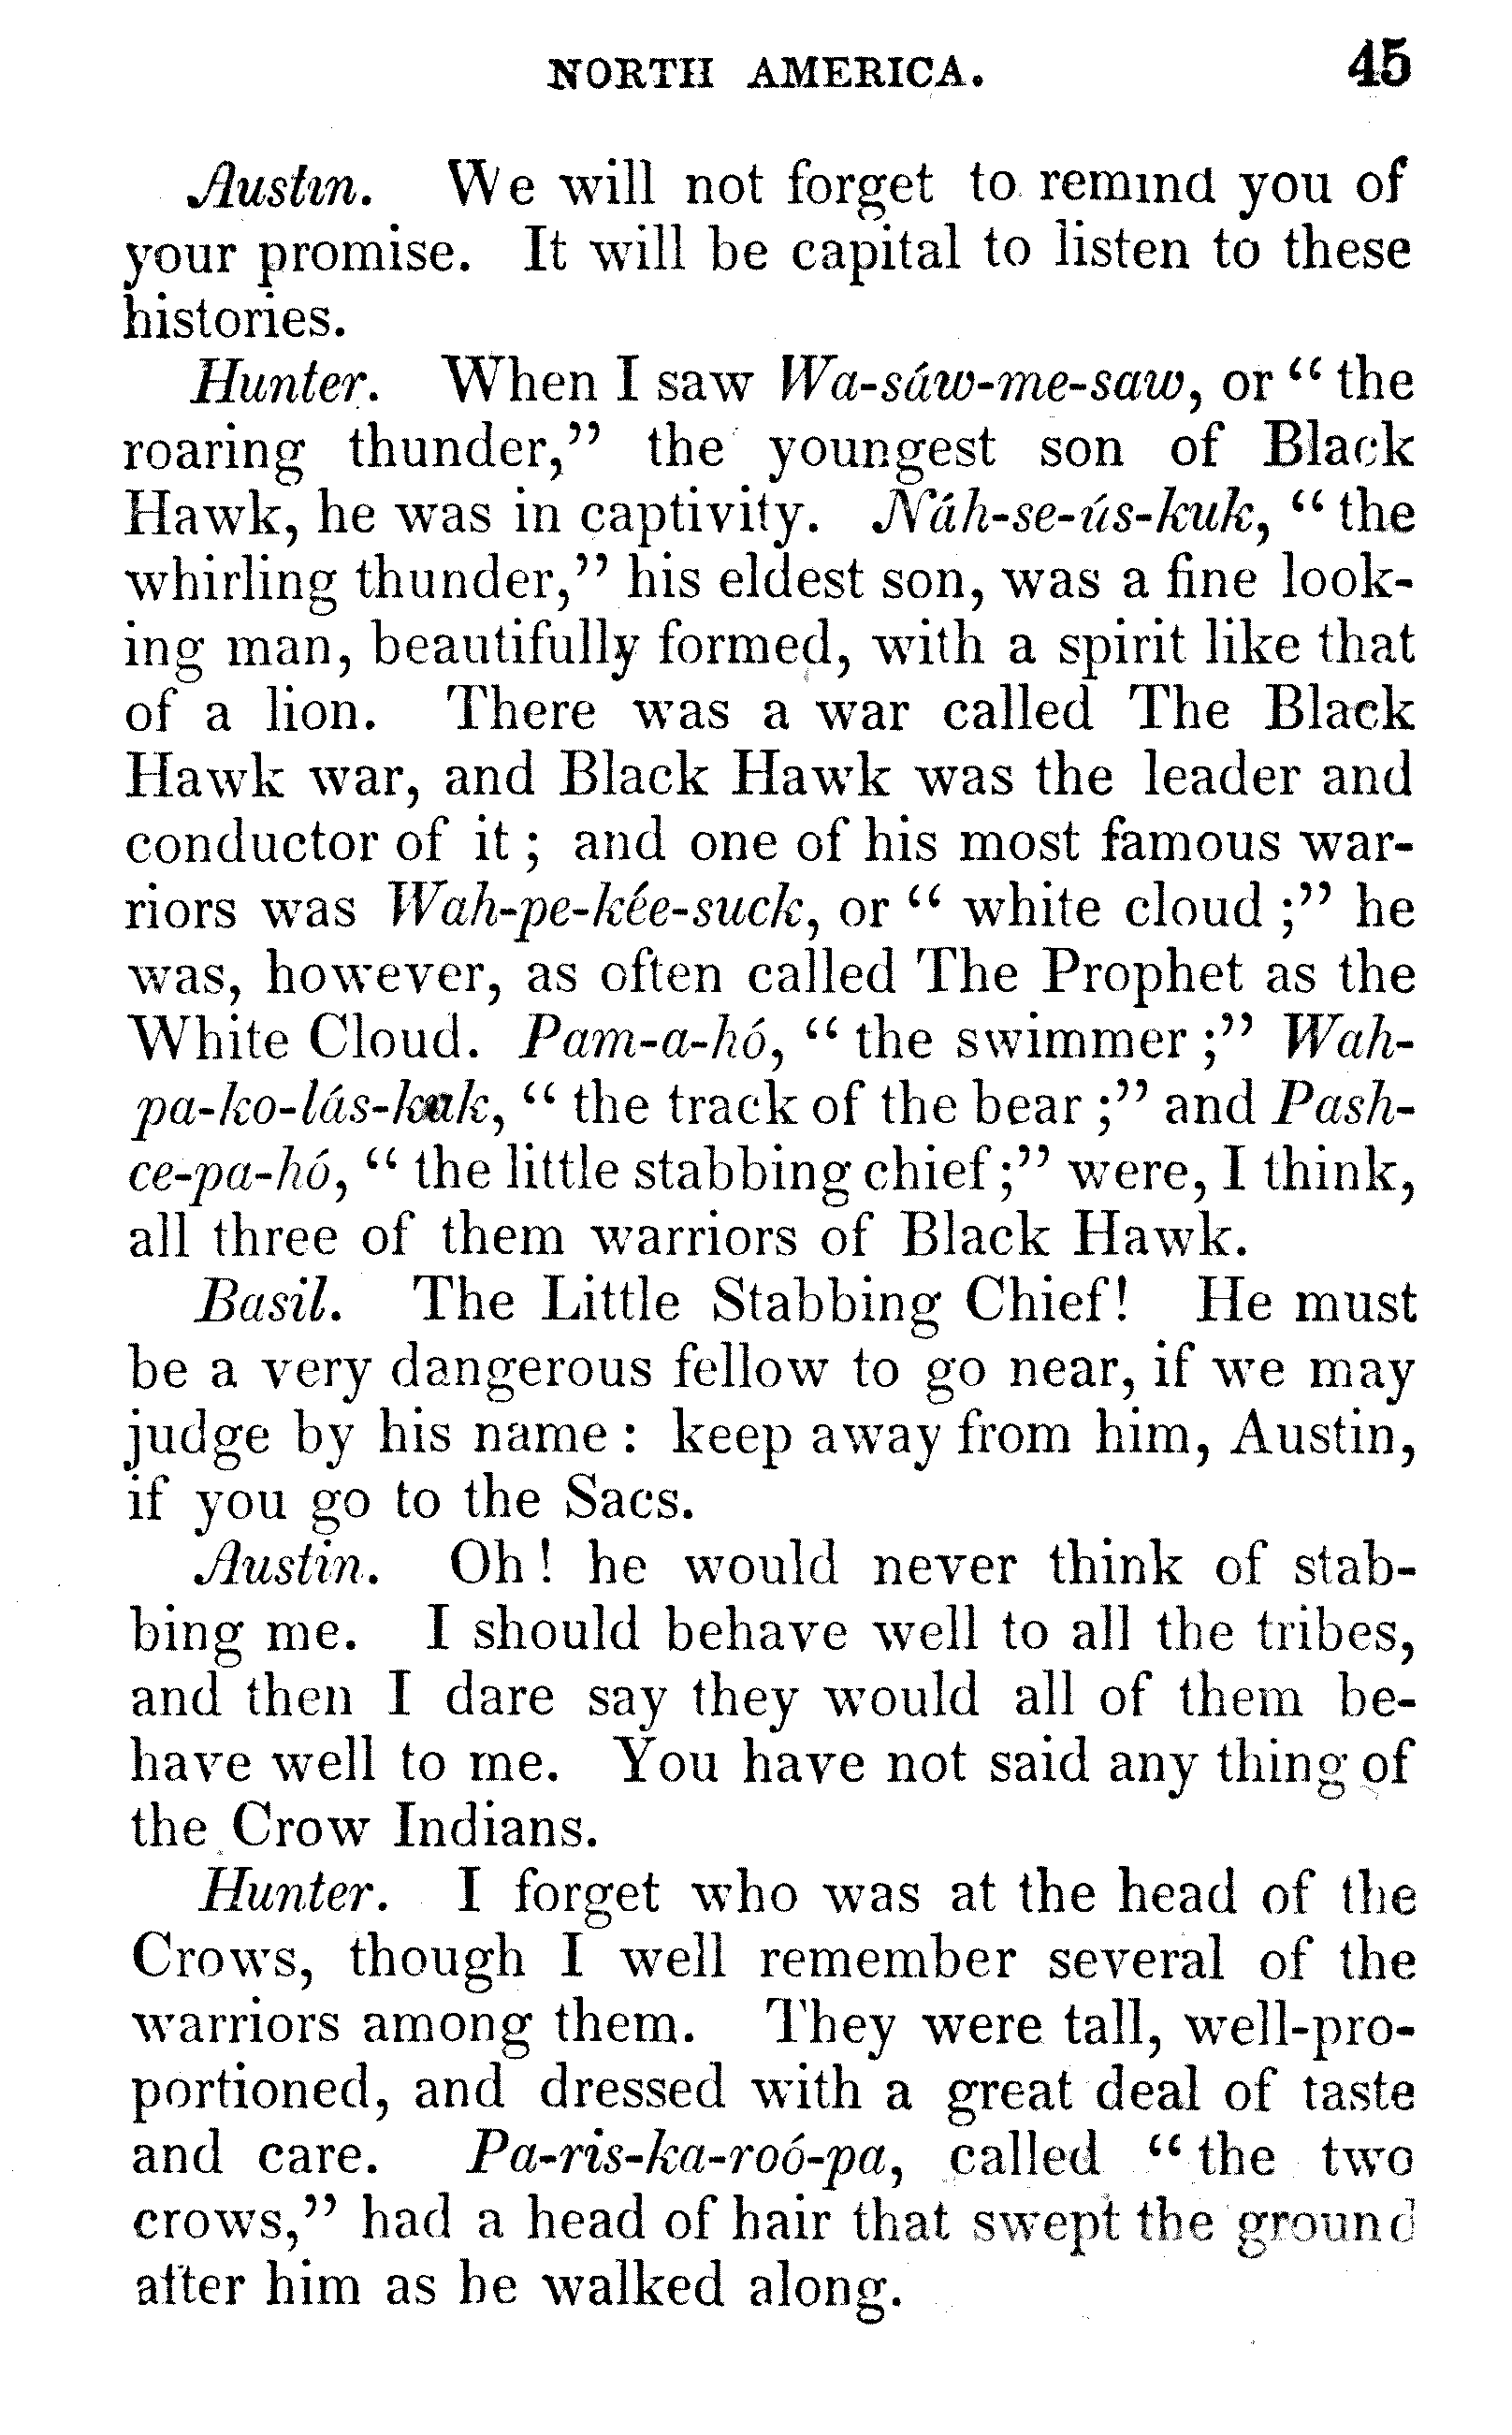 NORTH AMERICA. 45
Austin. We will not forget to remind you of
your promise. It will be capital to listen to these
histories.
Hunter. When I saw Wa-sáw-me-saw, or “ the
roaring thunder,” the youngest son of Black
Hawk, he was in captivity. Náh-se-ús-kuk, “ the
whirling thunder,” his eldest son, was a fine look-
ing man, beautifully formed, with a spirit like that
of a lion. There was a war called The Black
Hawk war, and Black Hawk was the leader and
conductor of it ; and one of his most famous war-
riors was Wah-pe-kée-suck, or “ white cloud ;” he
was, however, as often called The Prophet as the
White Cloud. Pam-a-hó, “ the swimmer ;” Wah-
pa-ko-lás-kuk, “ the track of the bear ;” and Pash-
ce-pa-hó, “ the little stabbing chief ;” were, I think,
all three of them warriors of Black Hawk.
Basil. The Little Stabbing Chief! He must
be a very dangerous fellow to go near, if we may
judge by his name : keep away from him, Austin,
if you go to the Sacs.
Austin. Oh ! he would never think of stab-
bing me. I should behave well to all the tribes,
and then I dare say they would all of them be-
have well to me. You have not said any thing of
the Crow Indians.
Hunter. I forget who was at the head of the
Crows, though I well remember several of the
warriors among them. They were tall, well-pro-
portioned, and dressed with a great deal of taste
and care. Pa-ris-ka-roó-pa, called “ the two
crows,” had a head of hair that swept the ground
after him as he walked along.